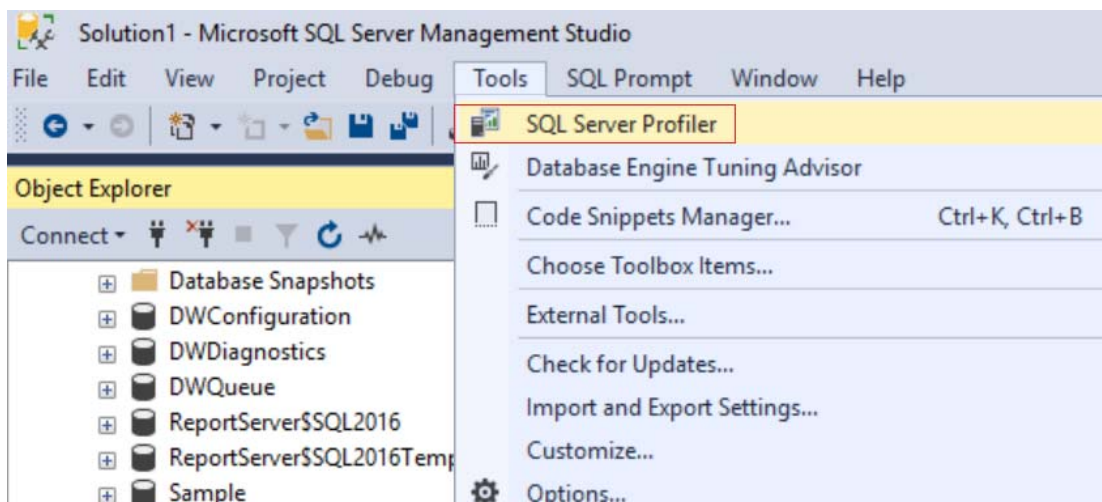 Solution1 - Microsoft SQL Server Management Studio
File Edit View Project Debug Tools SQL Prompt Window Help
SQL Server Profiler
Database Engine Tuning Advisor
Code Snippets Manager... Ctrl+K, Ctrl+B
Choose Toolbox Items...
External Tools...
Check for Updates...
Import and Export Settings...
Customize...
Options...
Object Explorer
Connect
Database Snapshots
DWConfiguration
DWDiagnostics
DWQueue
ReportServer$SQL2016
ReportServer$SQL2016Temp
Sample